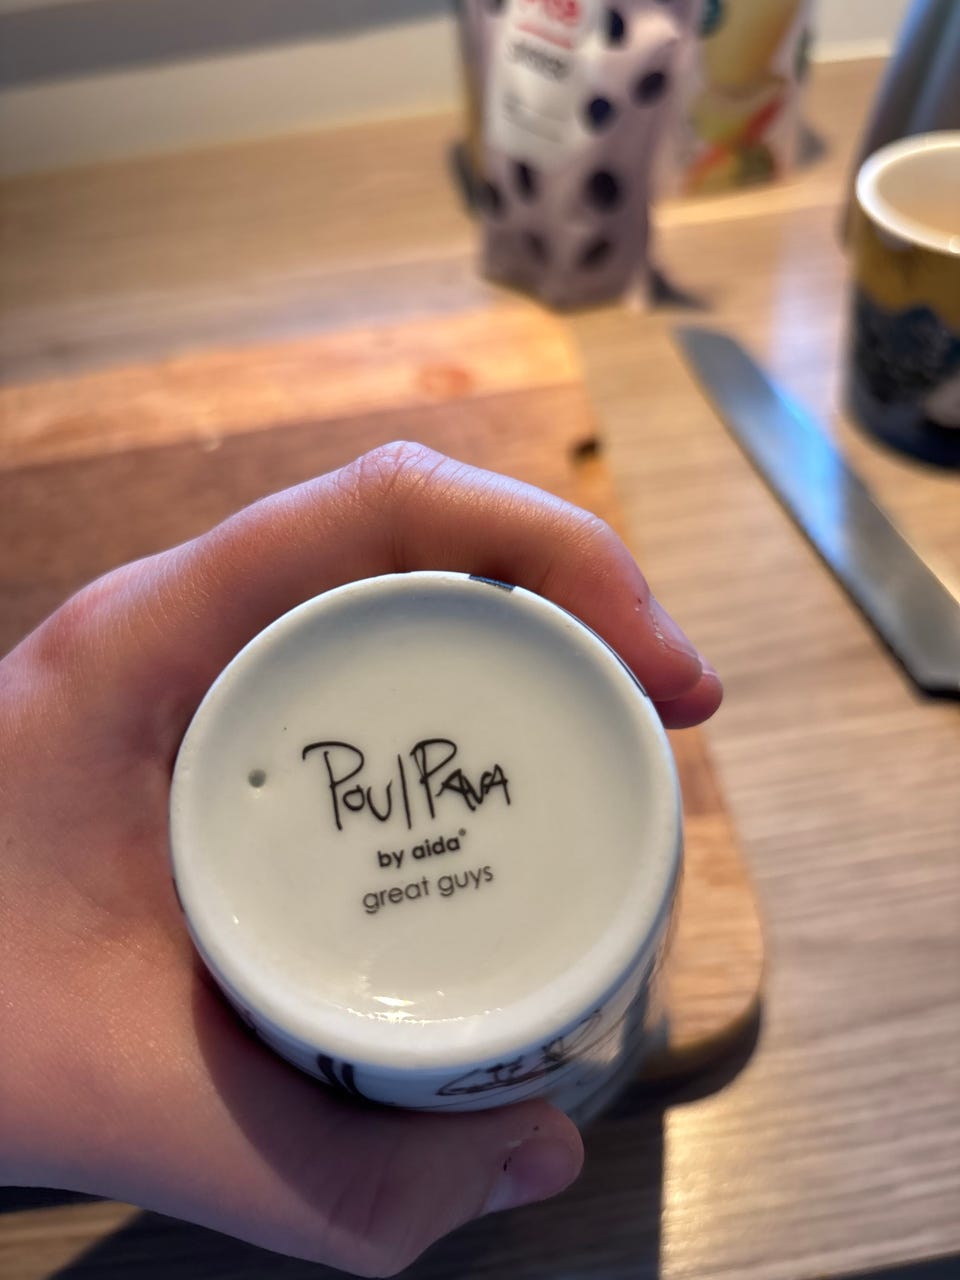 Poul Pava
by aida®
great guys